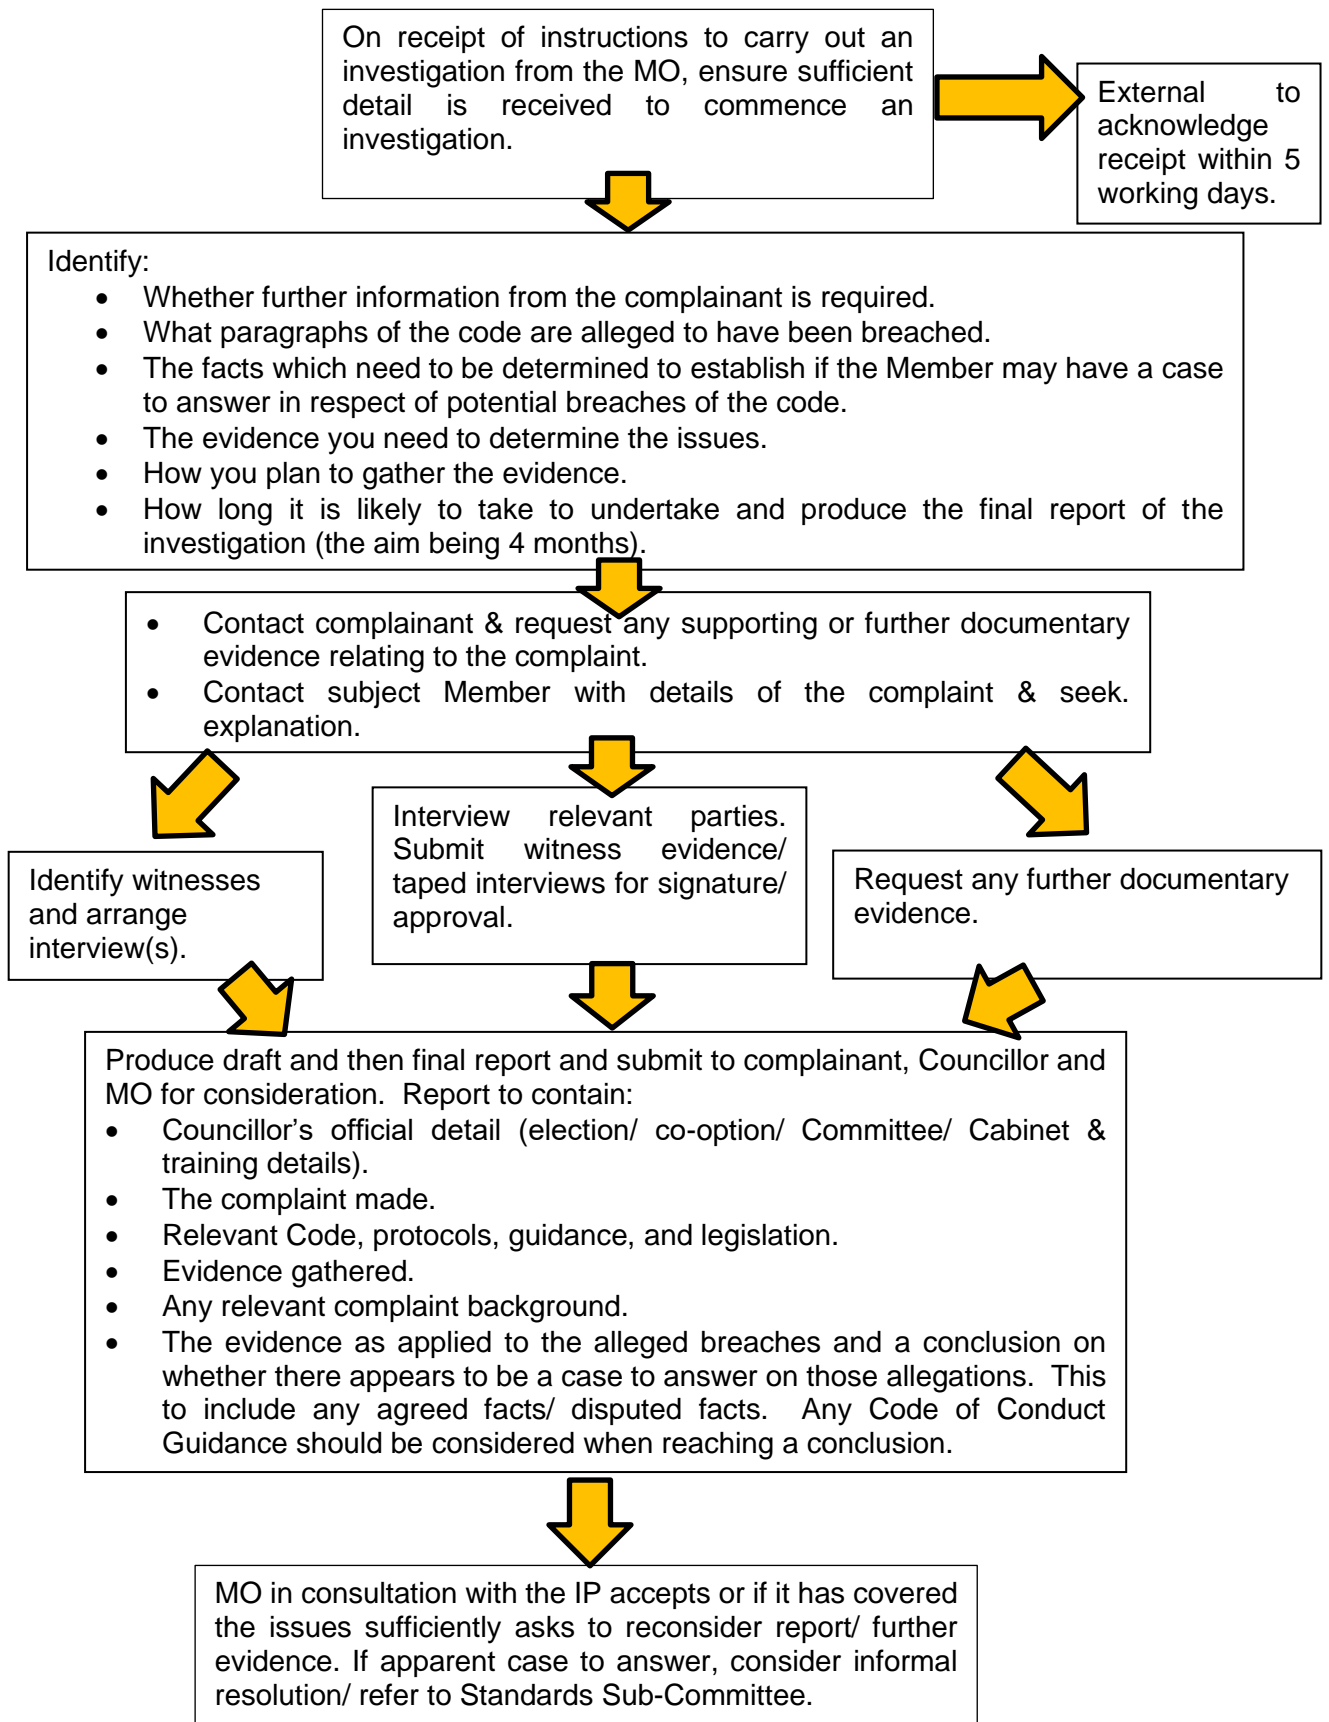 On receipt of instructions to carry out an
investigation from the MO, ensure sufficient
detail is received to commence an
investigation.
External to
acknowledge
receipt within 5
working days.
Identify:
• Whether further information from the complainant is required.
• What paragraphs of the code are alleged to have been breached.
• The facts which need to be determined to establish if the Member may have a case
to answer in respect of potential breaches of the code.
• The evidence you need to determine the issues.
• How you plan to gather the evidence.
• How long it is likely to take to undertake and produce the final report of the
investigation (the aim being 4 months).
• Contact complainant & request any supporting or further documentary
evidence relating to the complaint.
• Contact subject Member with details of the complaint & seek.
explanation.
Identify witnesses
and arrange
interview(s).
Interview relevant parties.
Submit witness evidence/
taped interviews for signature/
approval.
Request any further documentary
evidence.
Produce draft and then final report and submit to complainant, Councillor and
MO for consideration. Report to contain:
• Councillor’s official detail (election/ co-option/ Committee/ Cabinet &
training details).
• The complaint made.
• Relevant Code, protocols, guidance, and legislation.
• Evidence gathered.
• Any relevant complaint background.
• The evidence as applied to the alleged breaches and a conclusion on
whether there appears to be a case to answer on those allegations. This
to include any agreed facts/ disputed facts. Any Code of Conduct
Guidance should be considered when reaching a conclusion.
MO in consultation with the IP accepts or if it has covered
the issues sufficiently asks to reconsider report/ further
evidence. If apparent case to answer, consider informal
resolution/ refer to Standards Sub-Committee.